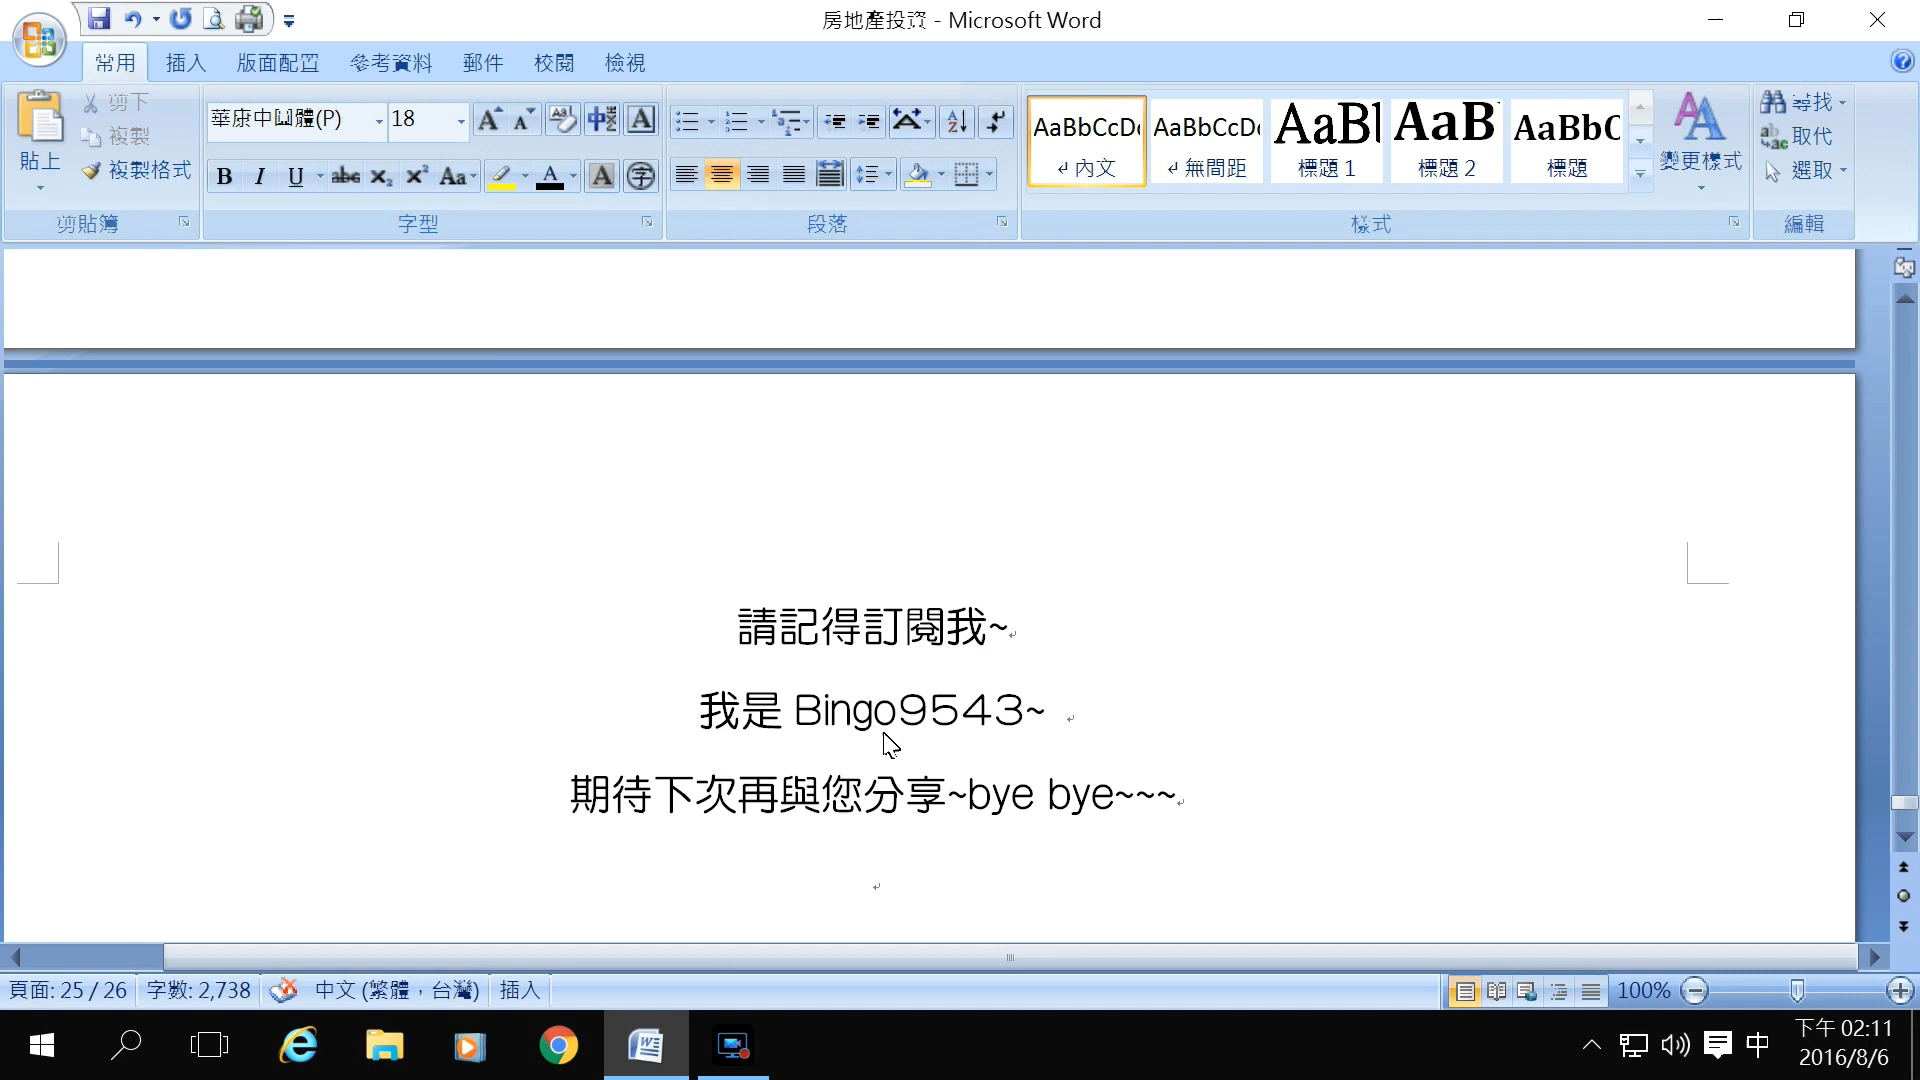 房地產投資 - Microsoft Word
常用 插入 版面配置 參考資料 郵件 校閱 檢視
貼上 剪下 複製 複製格式
華康中圓體(P) 18
AaBbCcDc AaBbCcDc AaBl AaB AaBbC
↵內文 ↵無間距 標題 1 標題 2 標題
變更樣式
尋找 取代 選取
剪貼簿 字型 段落 樣式 編輯
請記得訂閱我~
我是 Bingo9543~
期待下次再與您分享~bye bye~~~
頁面: 25 / 26 字數: 2,738 中文 (繁體，台灣) 插入 100%
中 下午 02:11
2016/8/6